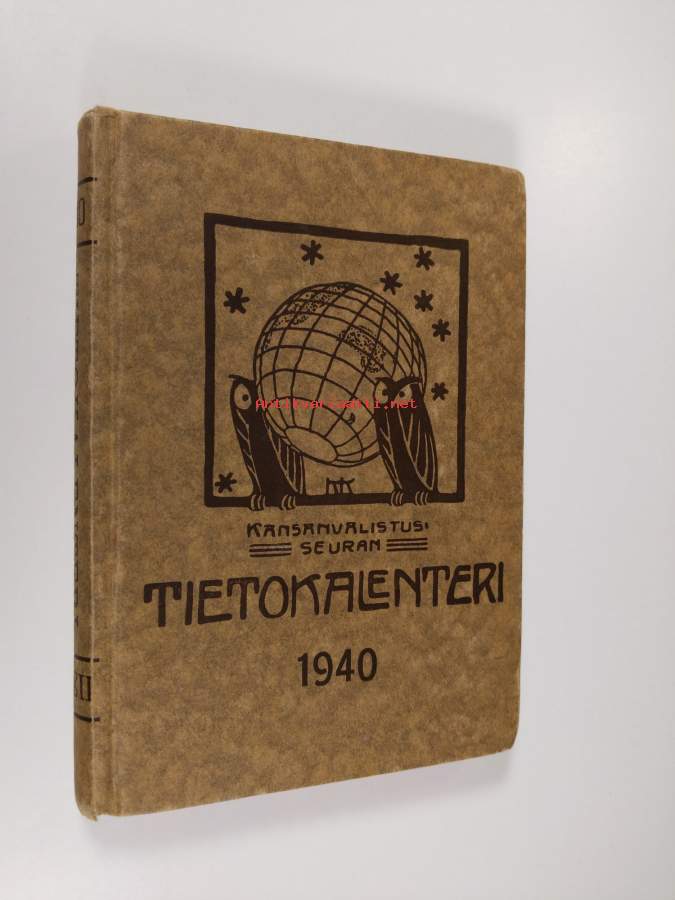 Antikvariaatti.net
KANSANVALISTUS-
SEURAN
TIETOKALENTERI
1940